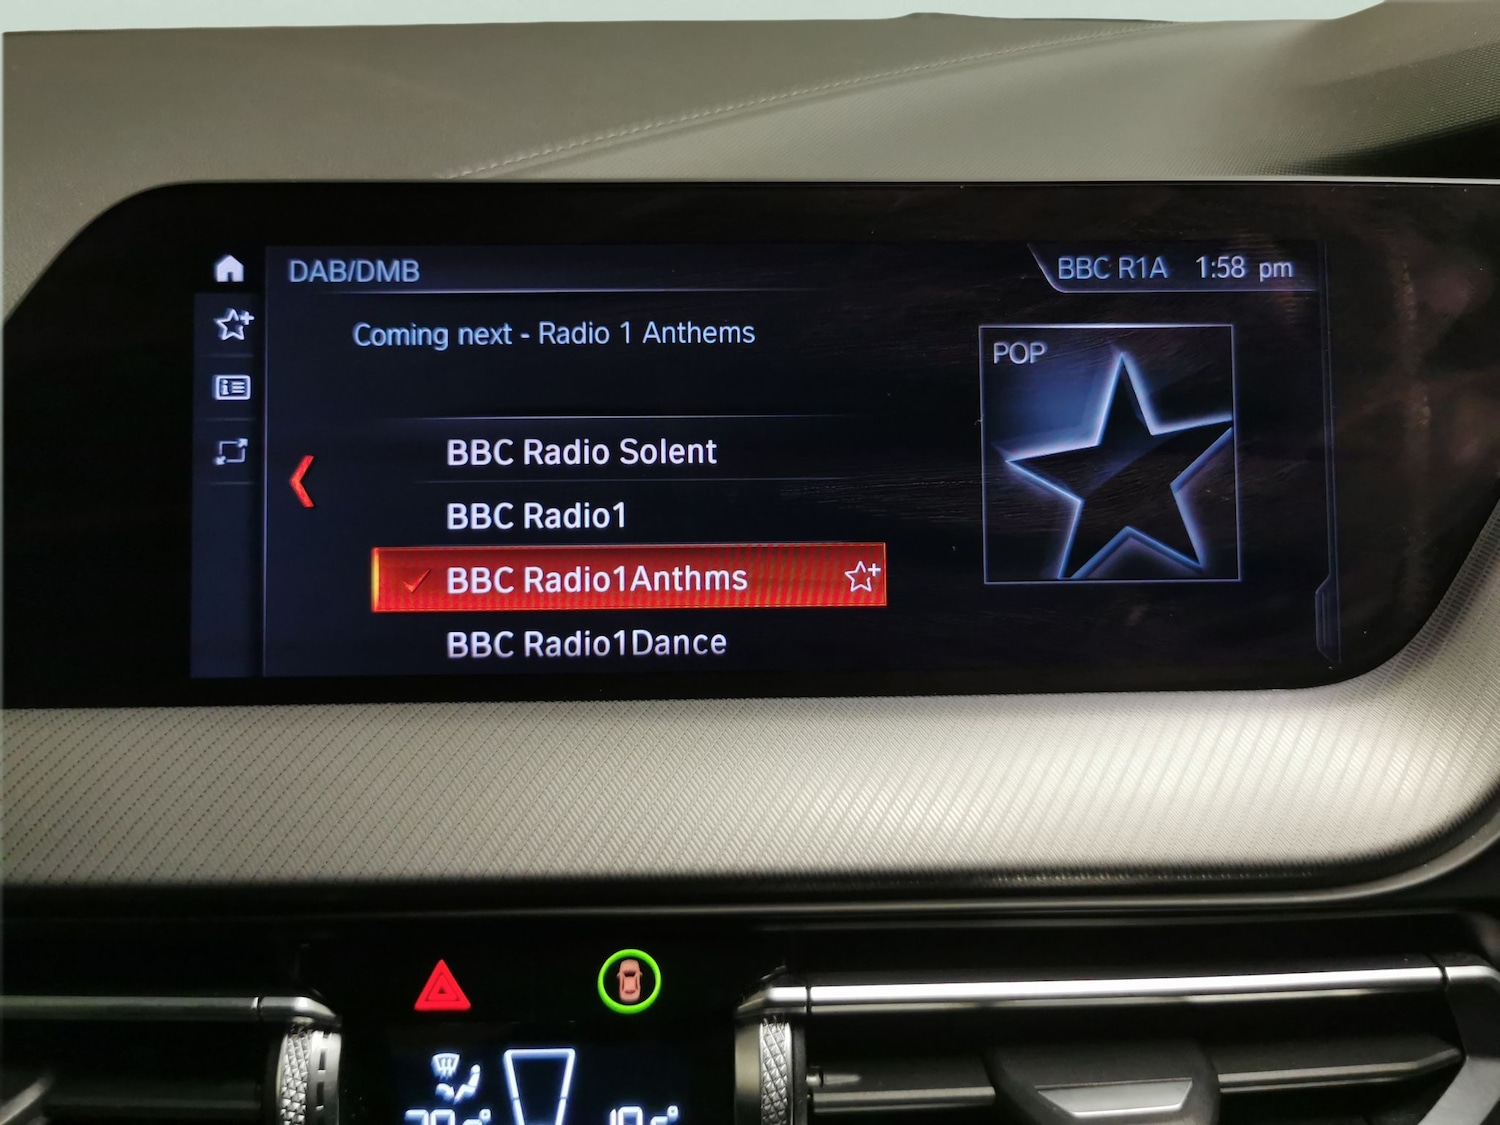 DAB/DMB
BBC R1A 1:58 pm
Coming next - Radio 1 Anthems
POP
BBC Radio Solent
BBC Radio1
BBC Radio1Anthms
BBC Radio1Dance